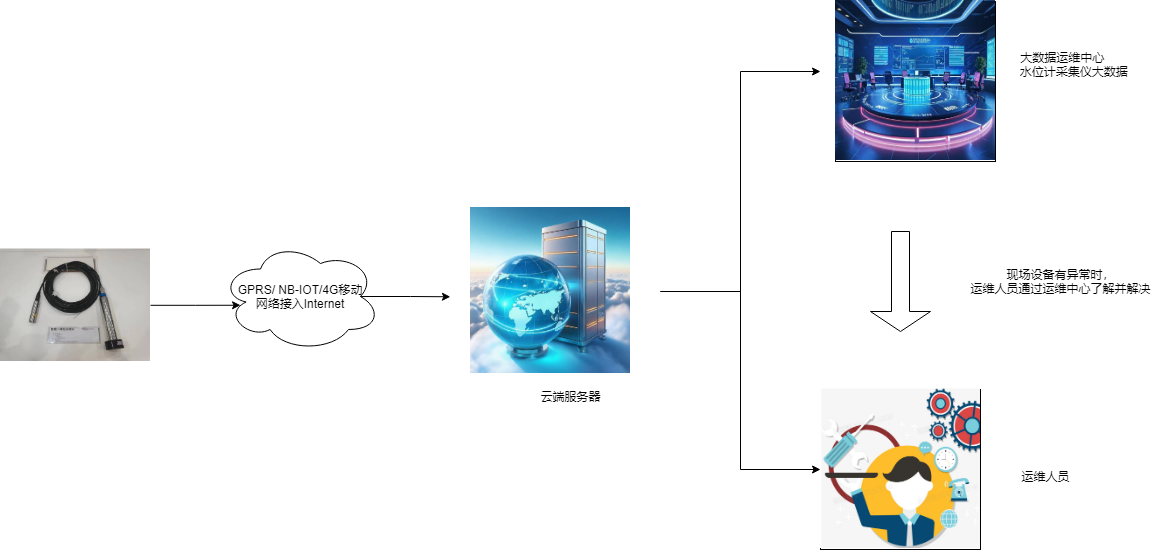 大数据运维中心
水位计采集仪大数据
GPRS/ NB-IOT/4G移动
网络接入Internet
现场设备有异常时，
运维人员通过运维中心了解并解决
云端服务器
运维人员